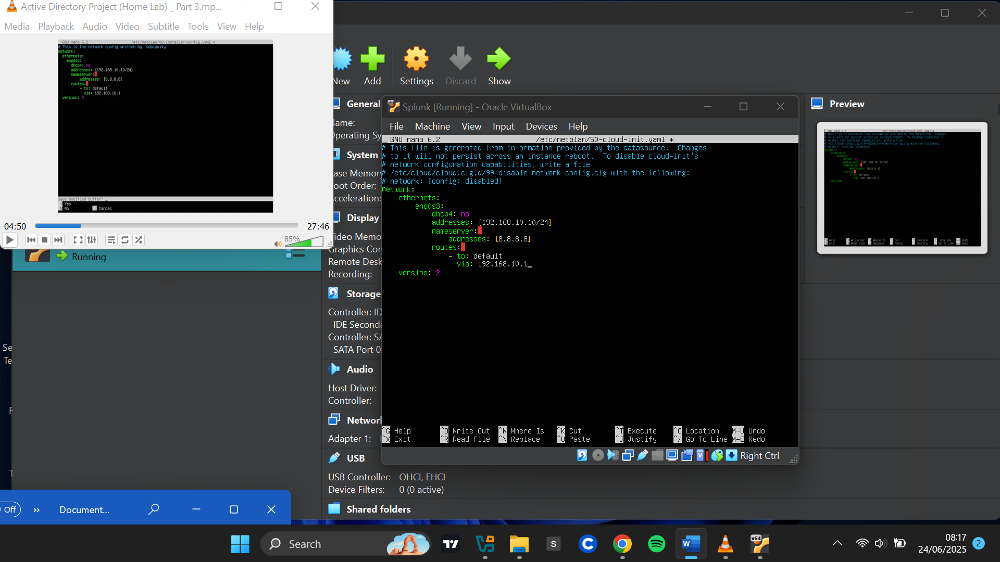 Active Directory Project (Home Lab) _ Part 3.mp...
Media Playback Audio Video Subtitle Tools View Help
GNU nano 6.2 /etc/netplan/00-installer-config.yaml *
# This is the network config written by 'subiquity'
network:
ethernets:
enp0s3:
dhcp4: no
addresses: [192.168.10.10/24]
nameserver:
addresses: [8.8.8.8]
routes:
- to: default
via: 192.168.10.1
version: 2
Save modified buffer?
Y Yes
N No ^C Cancel
04:50 27:46
85%
Running
New Add Settings Discard Show
General
Name:
Operating Sy
System
Base Memor
Boot Order:
Acceleration:
Display
Video Memo
Graphics Con
Remote Desk
Recording:
Storage
Controller: ID
IDE Seconda
Controller: SA
SATA Port 0
Audio
Host Driver:
Controller:
Network
Adapter 1:
USB
USB Controller: OHCI, EHCI
Device Filters: 0 (0 active)
Shared folders
Preview
Splunk [Running] - Oracle VirtualBox
File Machine View Input Devices Help
GNU nano 6.2 /etc/netplan/50-cloud-init.yaml *
# This file is generated from information provided by the datasource. Changes
# to it will not persist across an instance reboot. To disable cloud-init's
# network configuration capabilities, write a file
# /etc/cloud/cloud.cfg.d/99-disable-network-config.cfg with the following:
# network: {config: disabled}
network:
ethernets:
enp0s3:
dhcp4: no
addresses: [192.168.10.10/24]
nameserver:
addresses: [8.8.8.8]
routes:
- to: default
via: 192.168.10.1_
version: 2
^G Help ^O Write Out ^W Where Is ^K Cut ^T Execute ^C Location M-U Undo
^X Exit ^R Read File ^\ Replace ^U Paste ^J Justify ^/ Go To Line M-E Redo
Right Ctrl
Se
Te
Off » Document...
Search
08:17
24/06/2025
2